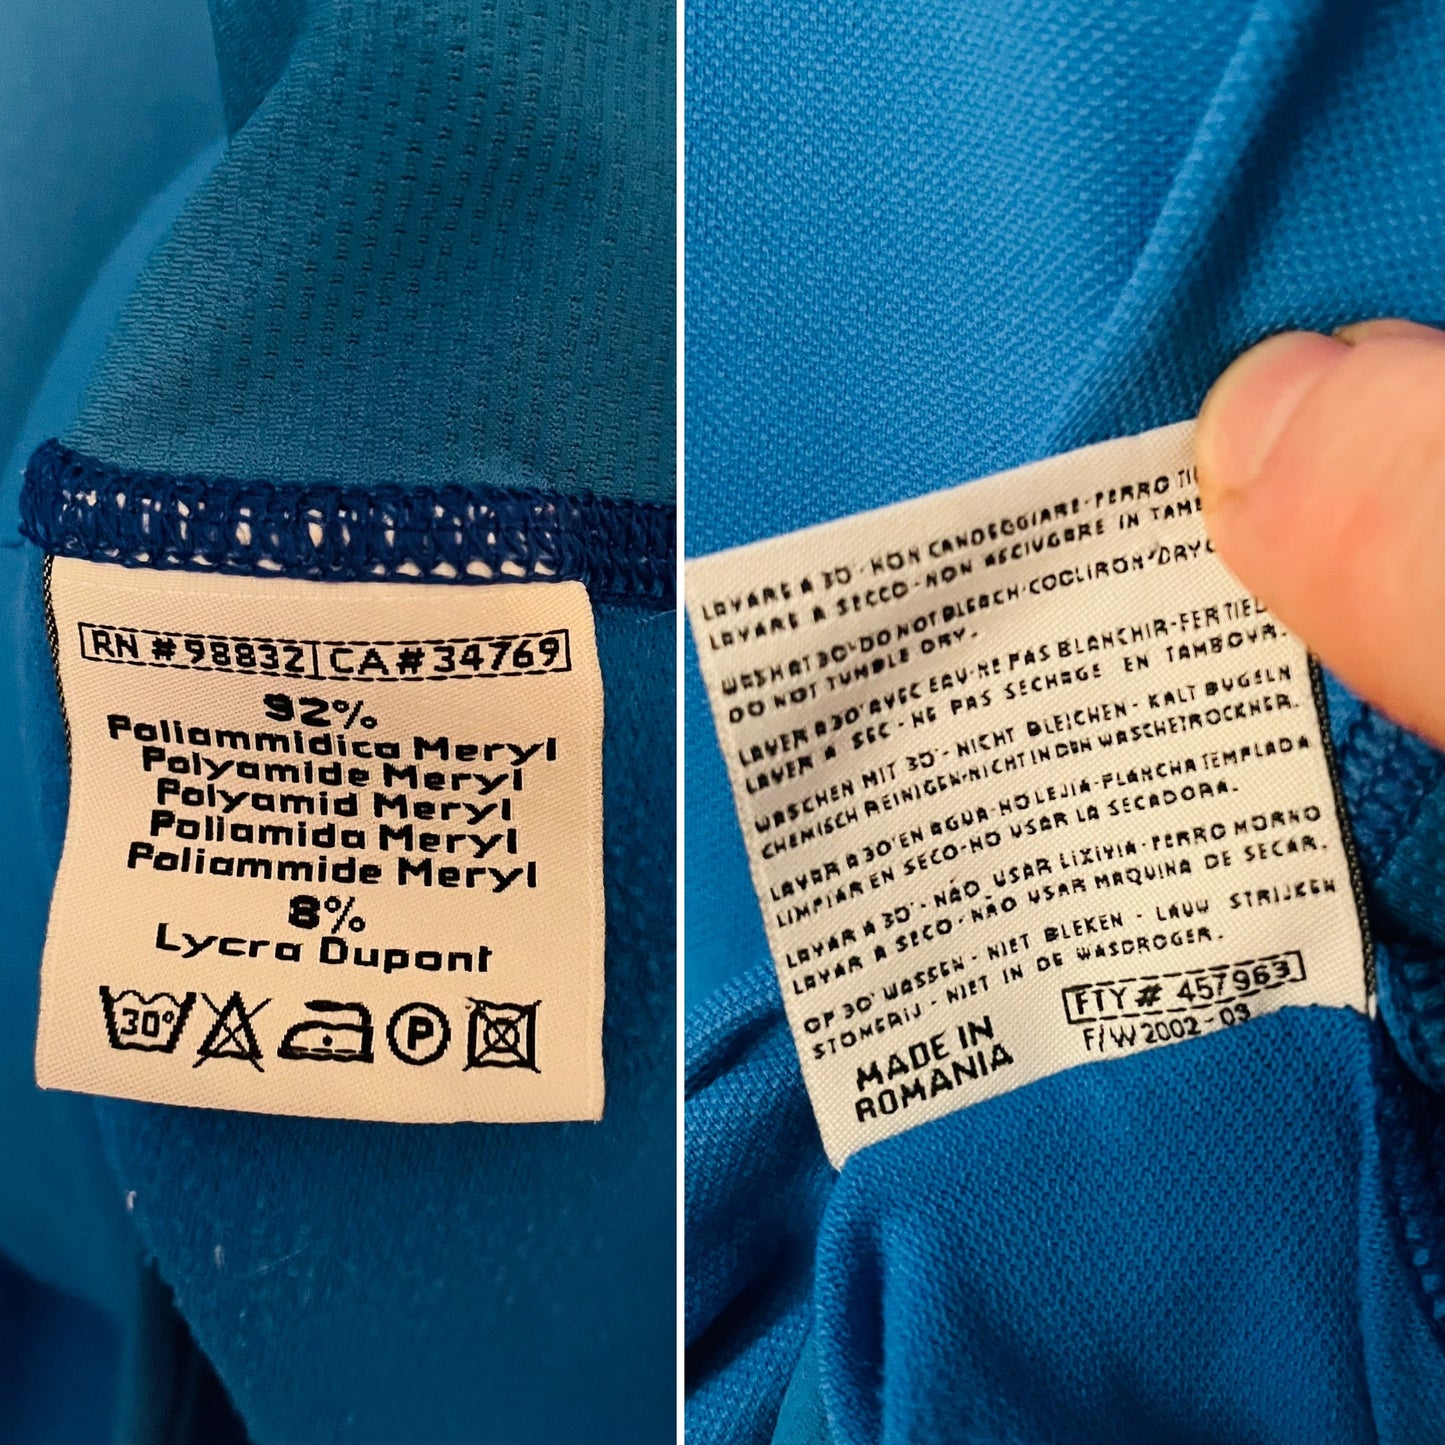 RN #98832 | CA #34769
92%
Poliammidica Meryl
Polyamide Meryl
Polyamid Meryl
Poliamida Meryl
Poliammide Meryl
8%
Lycra Dupont
30°
P
LAVARE A 30°-NON CANDEGGIARE-FERRO
LAVARE A SECCO-NON ASCIUGARE IN
WASH AT 30°-DO NOT BLEACH-COOL IRON-
DO NOT TUMBLE DRY.
LAVER A 30° AVEC EAU-NE PAS BLANCHIR-FER
LAVER A SEC - NE PAS SECHAGE EN TAMBOUR.
WASCHEN MIT 30°- NICHT BLEICHEN - KALT BUGELN
CHEMISCH REINIGEN-NICHT IN DEN WASCHETROCKNER.
LAVAR A 30°EN AGUA-NO LEJIA-PLANCHA TEMPLADA
LIMPIAR EN SECO-NO USAR LA SECADORA.
LAVAR A 30°- NÃO USAR LIXIVIA-FERRO MORNO
LAVAR A SECO-NÃO USAR MAQUINA DE SECAR.
OP 30° WASSEN - NIET BLEKEN - LAUW STRIJKEN
STOMERIJ - NIET IN DE WASDROGER.
MADE IN
ROMANIA
FTY # 457963
F/W 2002-03